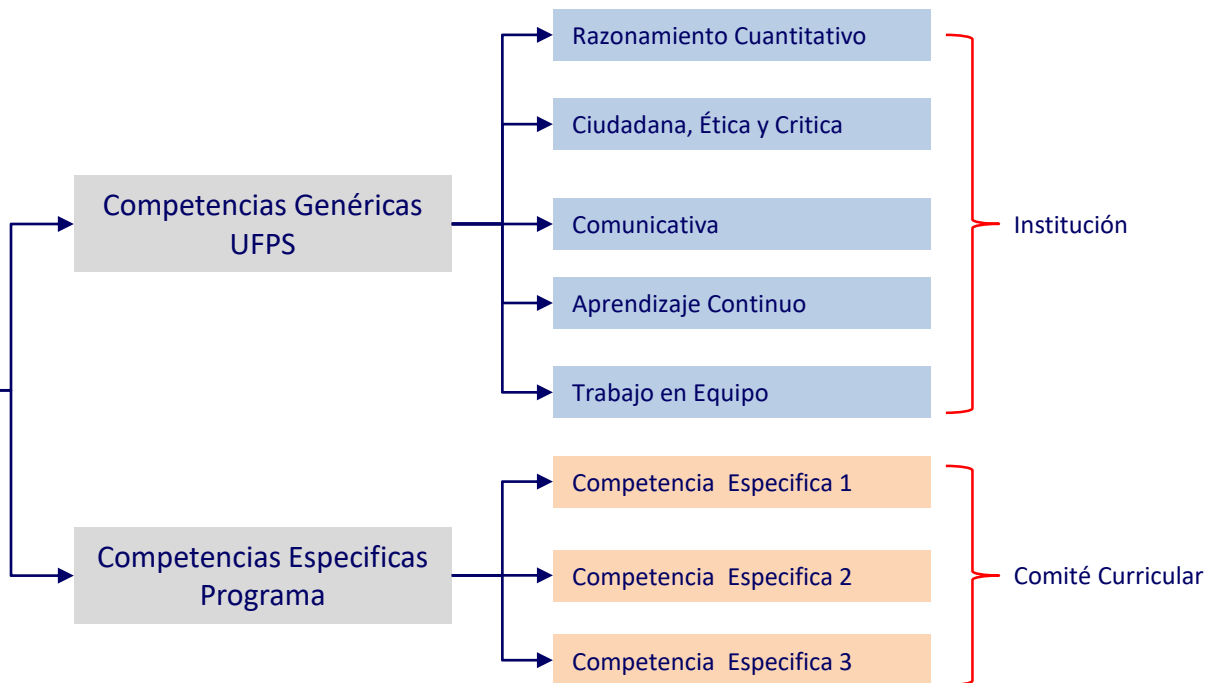 Razonamiento Cuantitativo
Ciudadana, Ética y Critica
Competencias Genéricas
UFPS
Comunicativa
Institución
Aprendizaje Continuo
Trabajo en Equipo
Competencia Especifica 1
Competencias Especificas
Programa
Competencia Especifica 2
Comité Curricular
Competencia Especifica 3